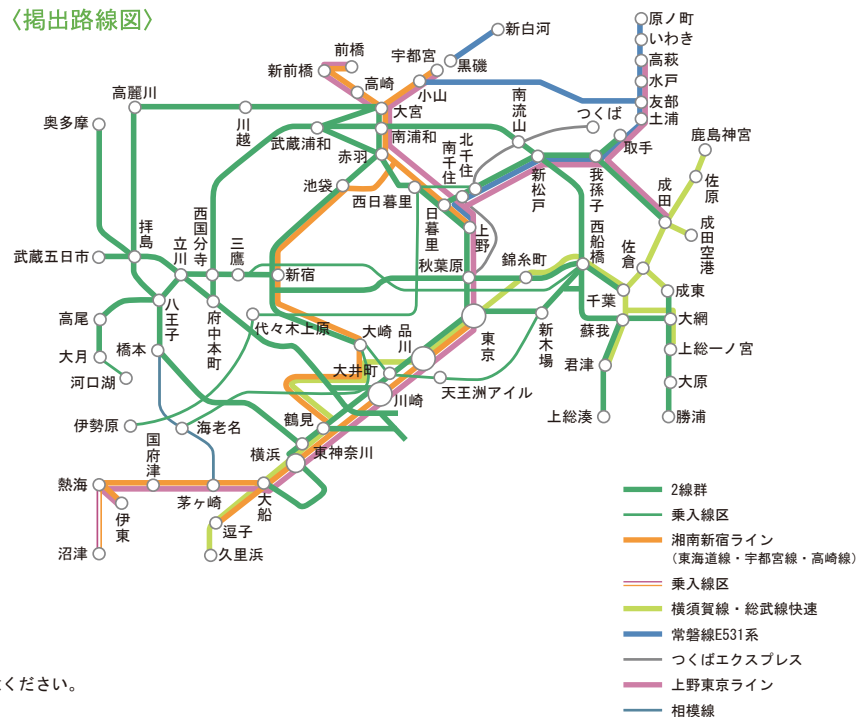 〈掲出路線図〉
原ノ町
いわき
高萩
水戸
友部
土浦
新白河
黒磯
宇都宮
前橋
新前橋
高崎
小山
高麗川
奥多摩
川越
大宮
武蔵浦和
南浦和
赤羽
南流山
つくば
取手
鹿島神宮
北千住
南千住
新松戸
我孫子
成田
佐原
成田空港
池袋
西日暮里
日暮里
上野
西国分寺
拝島
立川
三鷹
武蔵五日市
新宿
秋葉原
錦糸町
西船橋
佐倉
千葉
成東
八王子
府中本町
代々木上原
大崎
品川
東京
新木場
蘇我
大網
高尾
橋本
大月
河口湖
大井町
川崎
天王洲アイル
君津
上総一ノ宮
大原
上総湊
勝浦
伊勢原
海老名
鶴見
横浜
東神奈川
国府津
熱海
茅ヶ崎
大船
伊東
逗子
沼津
久里浜
2線群
乗入線区
湘南新宿ライン
（東海道線・宇都宮線・高崎線）
乗入線区
横須賀線・総武線快速
常磐線E531系
つくばエクスプレス
上野東京ライン
相模線
ください。